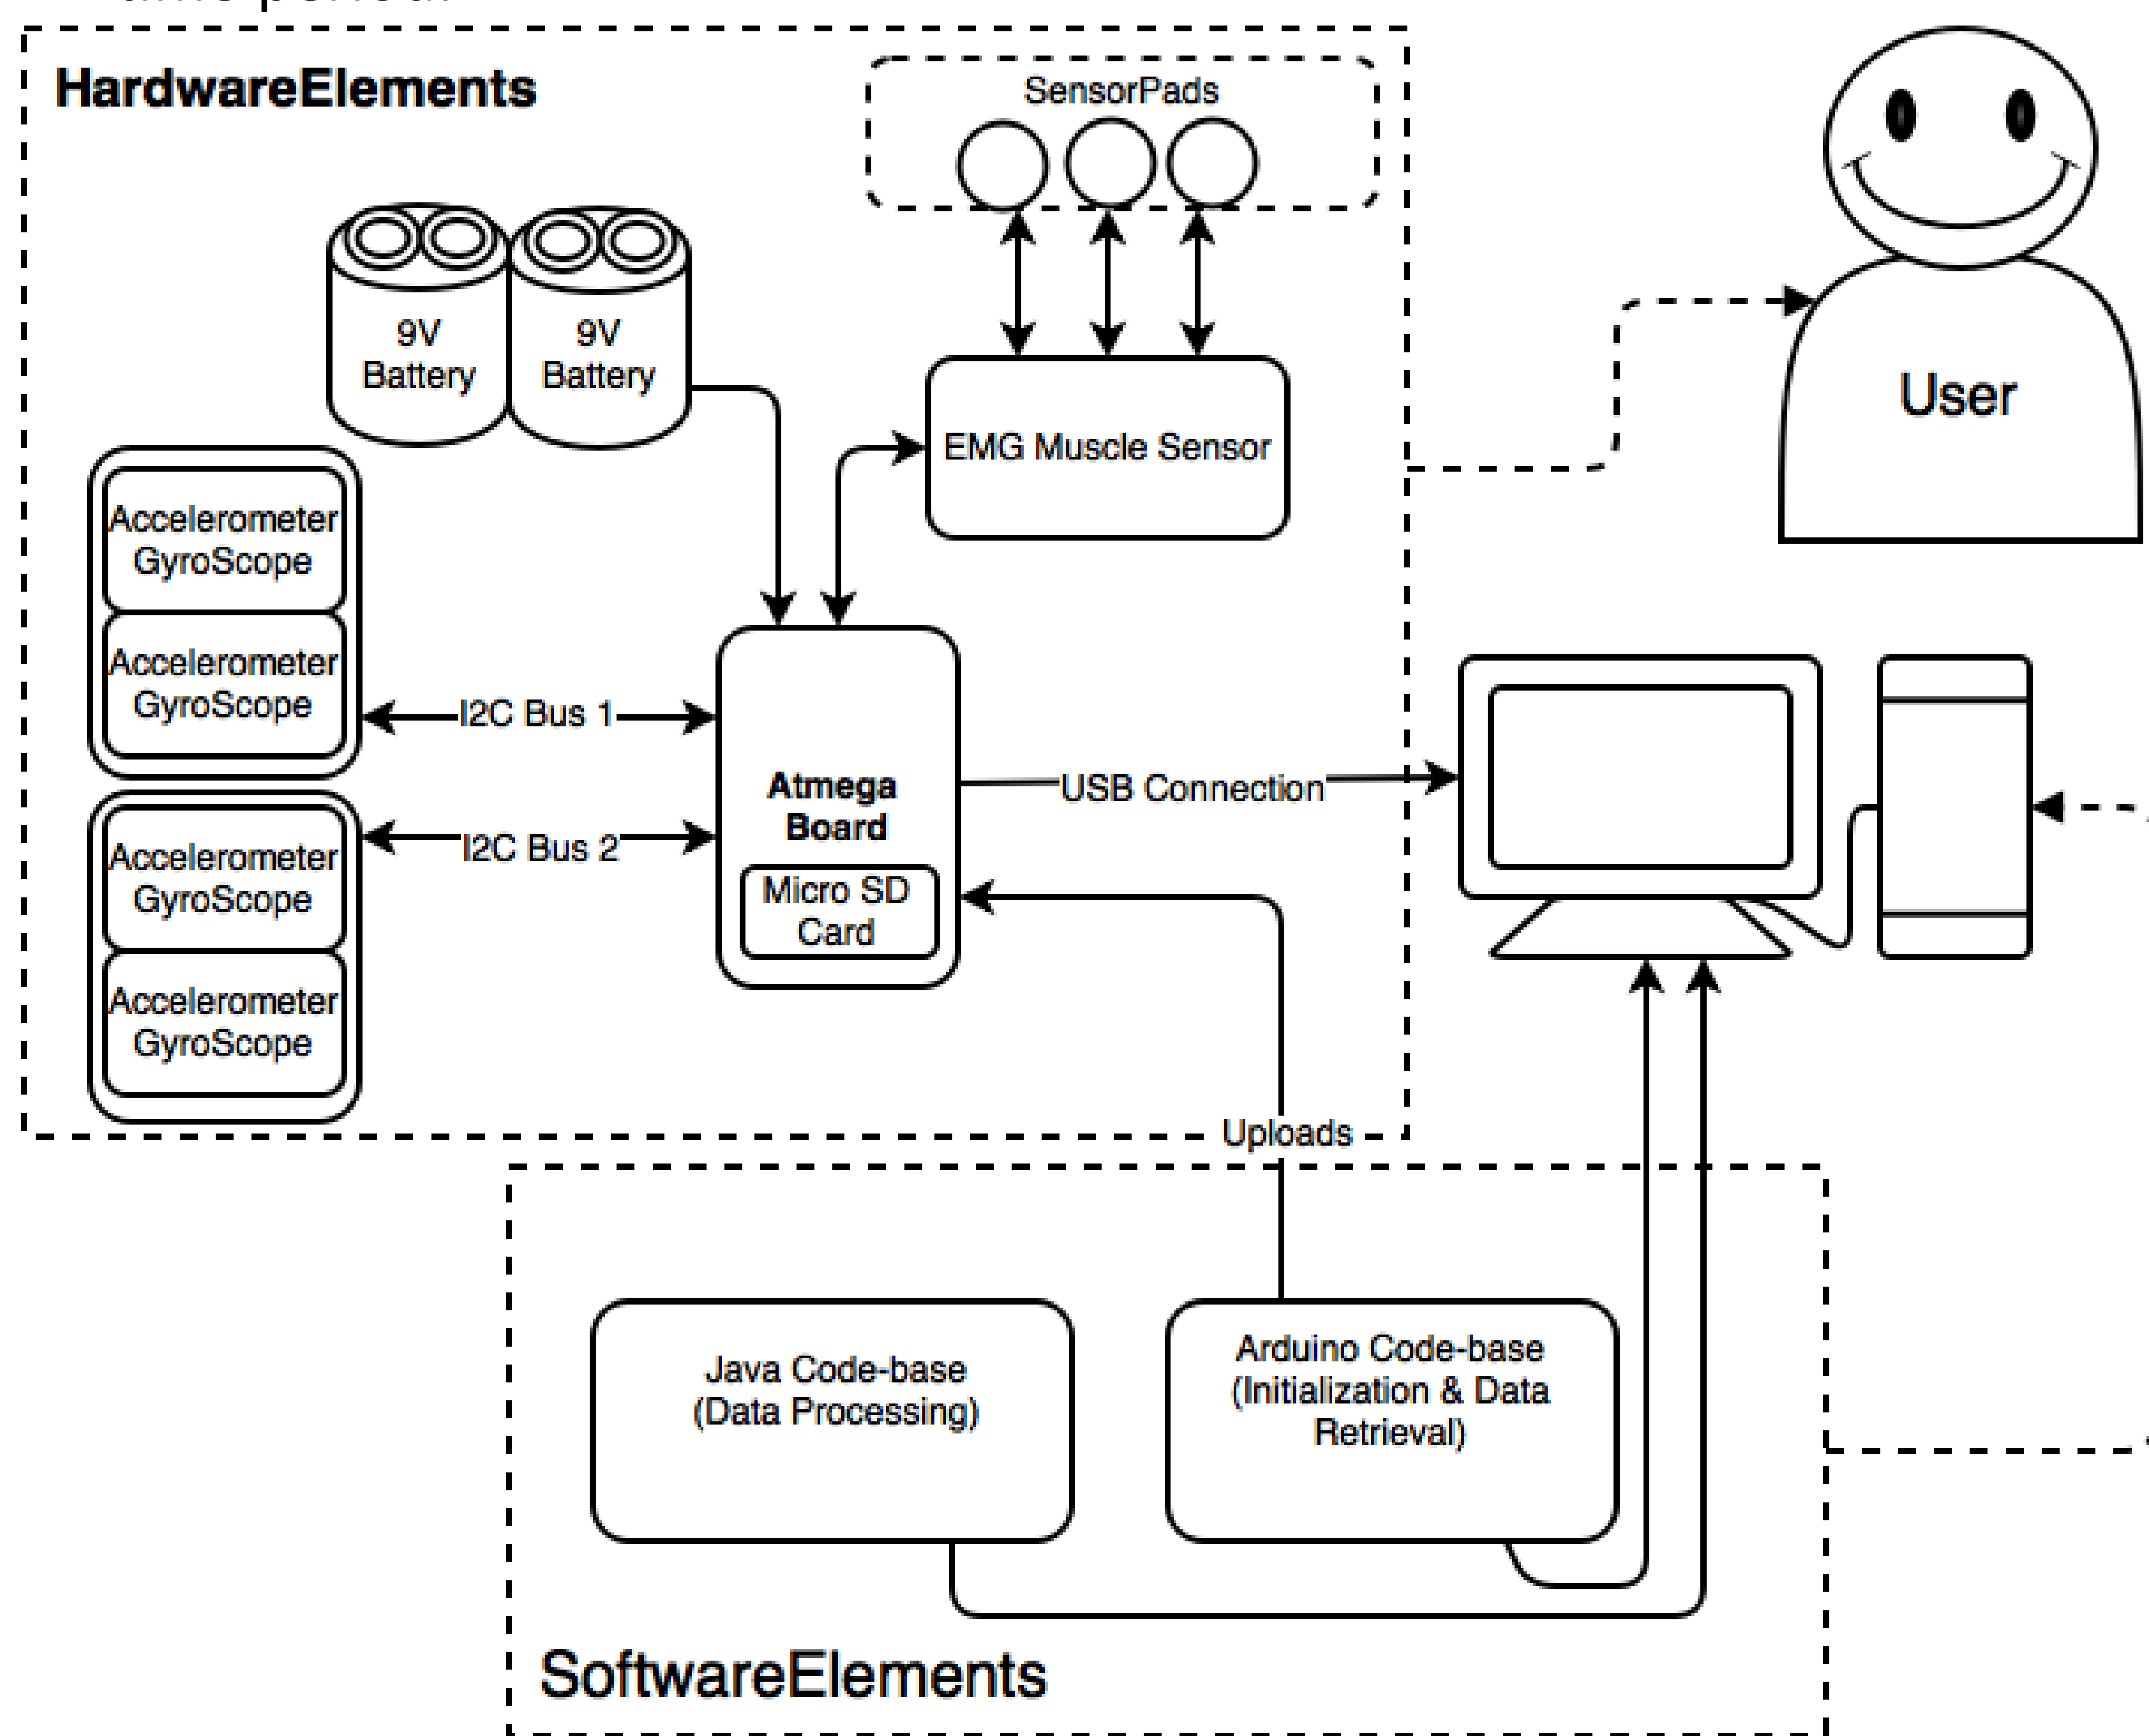 HardwareElements
SensorPads
9V
Battery
9V
Battery
User
EMG Muscle Sensor
Accelerometer
GyroScope
Accelerometer
GyroScope
I2C Bus 1
Atmega
Board
USB Connection
I2C Bus 2
Accelerometer
GyroScope
Micro SD
Card
Accelerometer
GyroScope
Uploads
Java Code-base
(Data Processing)
Arduino Code-base
(Initialization & Data
Retrieval)
SoftwareElements